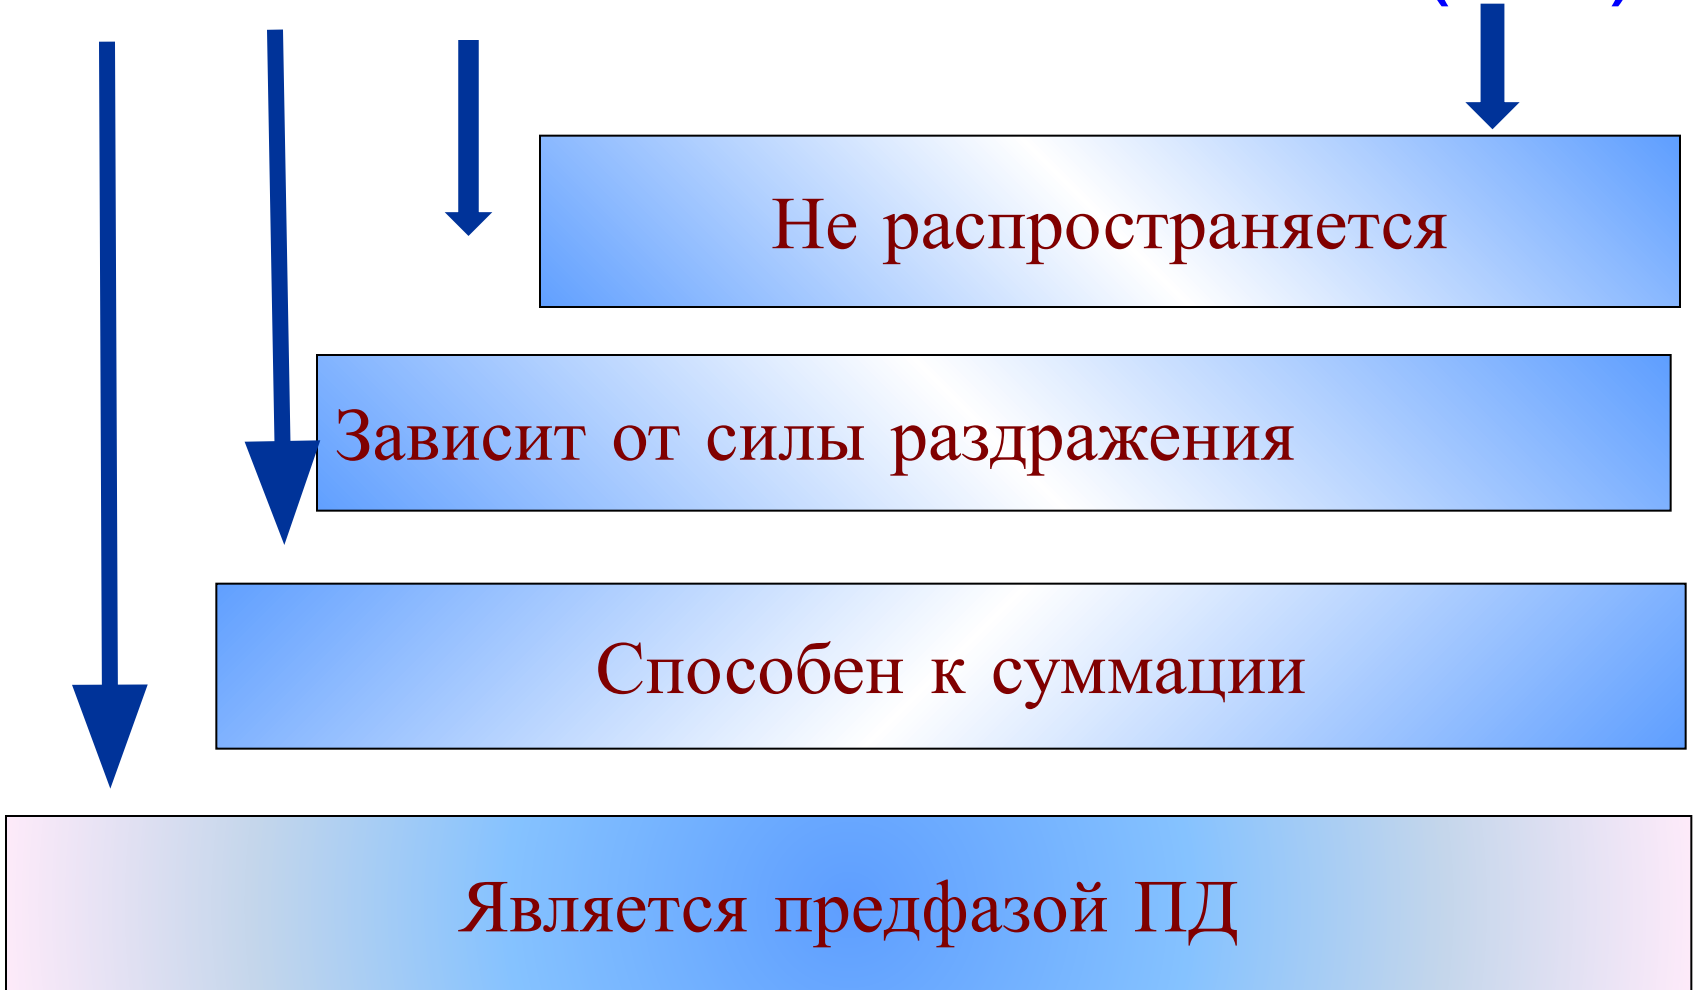 Не распространяется
Зависит от силы раздражения
Способен к суммации
Является предфазой ПД